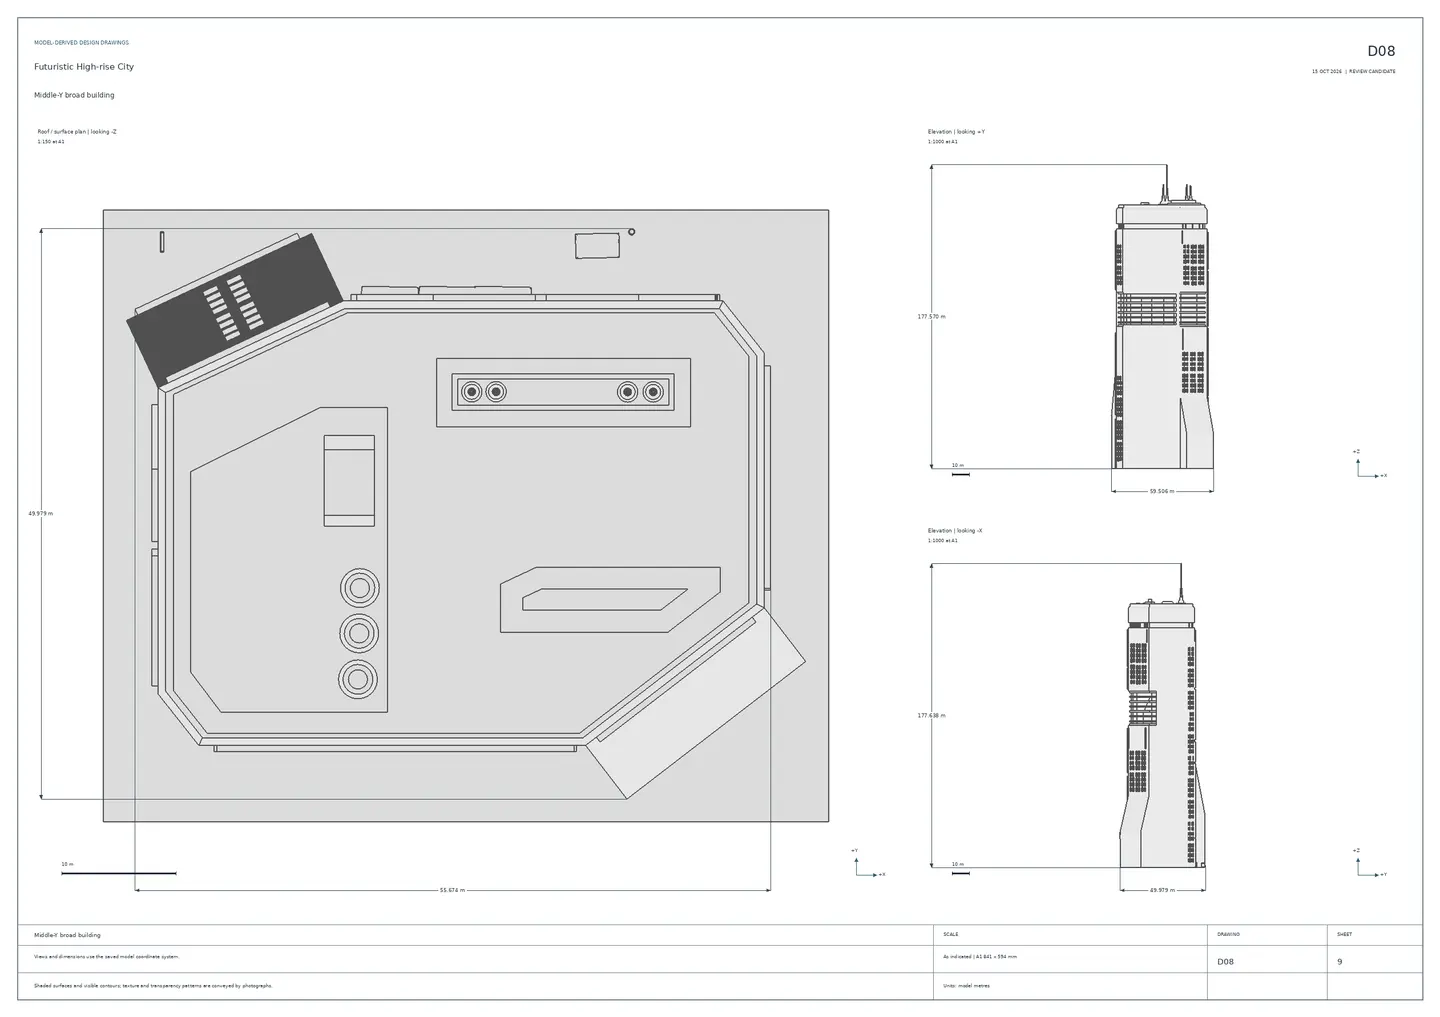 MODEL-DERIVED DESIGN DRAWINGS
Futuristic High-rise City
Middle-Y broad building
D08
13 OCT 2026 | REVIEW CANDIDATE
Roof / surface plan | looking -Z
1:150 at A1
49.979 m
10 m
55.674 m
+Y
+X
Elevation | looking +Y
1:1000 at A1
177.570 m
10 m
59.506 m
+Z
+X
Elevation | looking -X
1:1000 at A1
177.638 m
10 m
49.979 m
+Z
+Y
Middle-Y broad building
Views and dimensions use the saved model coordinate system.
Shaded surfaces and visible contours; texture and transparency patterns are conveyed by photographs.
SCALE
As indicated | A1 841 × 594 mm
Units: model metres
DRAWING
D08
SHEET
9